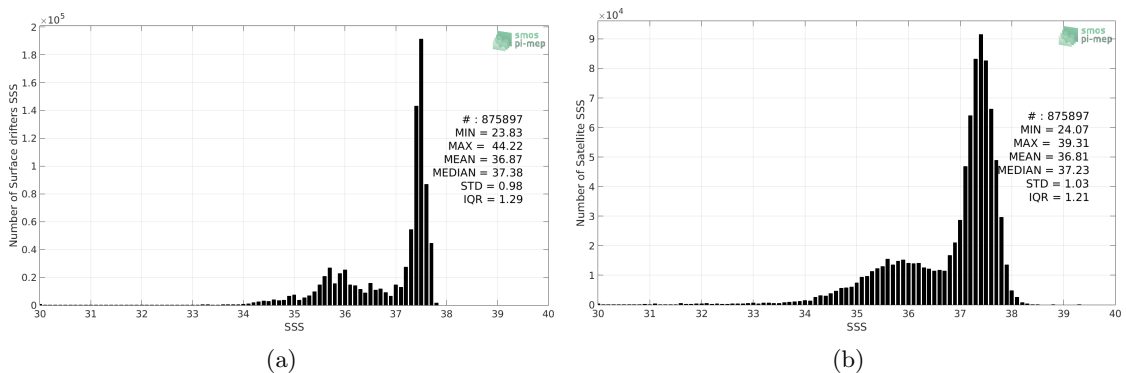 ×10⁵
smos
pi-mep
2
1.8
1.6
1.4
1.2
1
0.8
0.6
0.4
0.2
0
Number of Surface drifters SSS
# : 875897
MIN = 23.83
MAX = 44.22
MEAN = 36.87
MEDIAN = 37.38
STD = 0.98
IQR = 1.29
30 31 32 33 34 35 36 37 38 39 40
SSS
(a)
×10⁴
smos
pi-mep
9
8
7
6
5
4
3
2
1
0
Number of Satellite SSS
# : 875897
MIN = 24.07
MAX = 39.31
MEAN = 36.81
MEDIAN = 37.23
STD = 1.03
IQR = 1.21
30 31 32 33 34 35 36 37 38 39 40
SSS
(b)